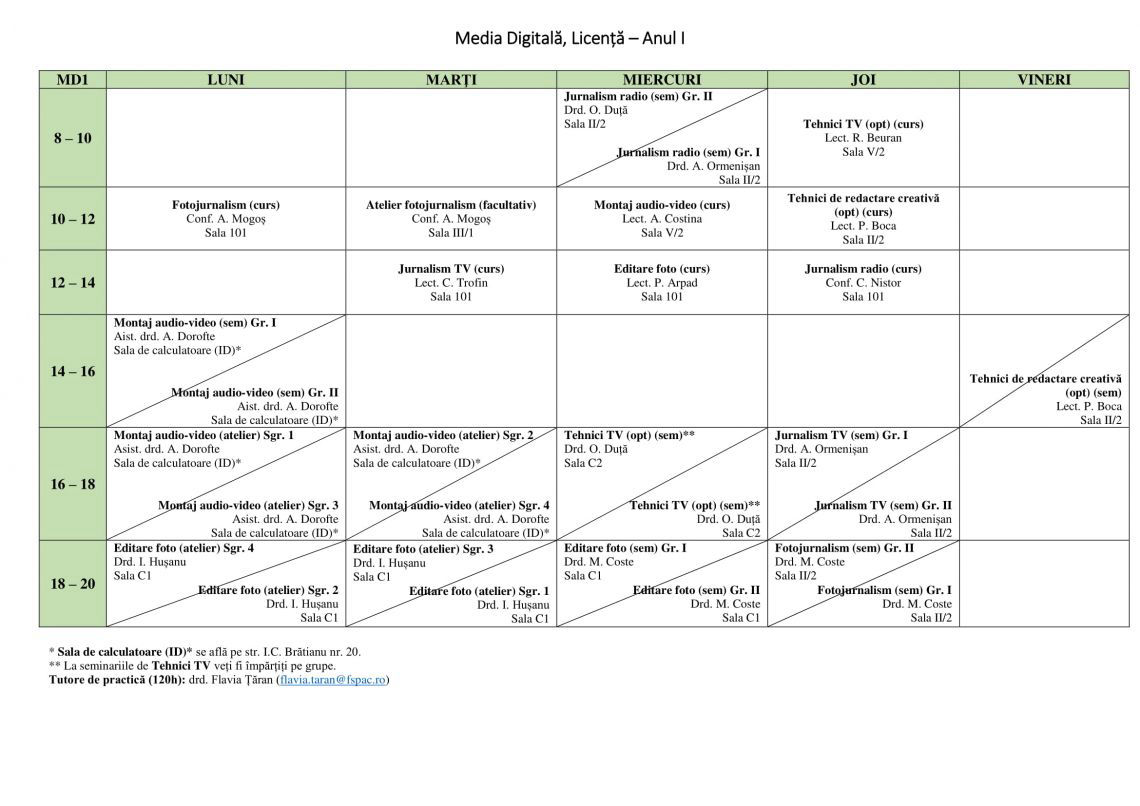 Media Digitală, Licență – Anul I
MD1
LUNI
MARȚI
MIERCURI
JOI
VINERI
8 – 10
Jurnalism radio (sem) Gr. II
Drd. O. Duță
Sala II/2
Jurnalism radio (sem) Gr. I
Drd. A. Ormenișan
Sala II/2
Tehnici TV (opt) (curs)
Lect. R. Beuran
Sala V/2
10 – 12
Fotojurnalism (curs)
Conf. A. Mogoș
Sala 101
Atelier fotojurnalism (facultativ)
Conf. A. Mogoș
Sala III/1
Montaj audio-video (curs)
Lect. A. Costina
Sala V/2
Tehnici de redactare creativă
(opt) (curs)
Lect. P. Boca
Sala II/2
12 – 14
Jurnalism TV (curs)
Lect. C. Trofin
Sala 101
Editare foto (curs)
Lect. P. Arpad
Sala 101
Jurnalism radio (curs)
Conf. C. Nistor
Sala 101
14 – 16
Montaj audio-video (sem) Gr. I
Aist. drd. A. Dorofte
Sala de calculatoare (ID)*
Montaj audio-video (sem) Gr. II
Aist. drd. A. Dorofte
Sala de calculatoare (ID)*
Tehnici de redactare creativă
(opt) (sem)
Lect. P. Boca
Sala II/2
16 – 18
Montaj audio-video (atelier) Sgr. 1
Asist. drd. A. Dorofte
Sala de calculatoare (ID)*
Montaj audio-video (atelier) Sgr. 3
Asist. drd. A. Dorofte
Sala de calculatoare (ID)*
Montaj audio-video (atelier) Sgr. 2
Asist. drd. A. Dorofte
Sala de calculatoare (ID)*
Montaj audio-video (atelier) Sgr. 4
Asist. drd. A. Dorofte
Sala de calculatoare (ID)*
Tehnici TV (opt) (sem)**
Drd. O. Duță
Sala C2
Tehnici TV (opt) (sem)**
Drd. O. Duță
Sala C2
Jurnalism TV (sem) Gr. I
Drd. A. Ormenișan
Sala II/2
Jurnalism TV (sem) Gr. II
Drd. A. Ormenișan
Sala II/2
18 – 20
Editare foto (atelier) Sgr. 4
Drd. I. Hușanu
Sala C1
Editare foto (atelier) Sgr. 2
Drd. I. Hușanu
Sala C1
Editare foto (atelier) Sgr. 3
Drd. I. Hușanu
Sala C1
Editare foto (atelier) Sgr. 1
Drd. I. Hușanu
Sala C1
Editare foto (sem) Gr. I
Drd. M. Coste
Sala C1
Editare foto (sem) Gr. II
Drd. M. Coste
Sala C1
Fotojurnalism (sem) Gr. II
Drd. M. Coste
Sala II/2
Fotojurnalism (sem) Gr. I
Drd. M. Coste
Sala II/2
* Sala de calculatoare (ID)* se află pe str. I.C. Brătianu nr. 20.
** La seminariile de Tehnici TV veți fi împărțiți pe grupe.
Tutore de practică (120h): drd. Flavia Țăran (flavia.taran@fspac.ro)